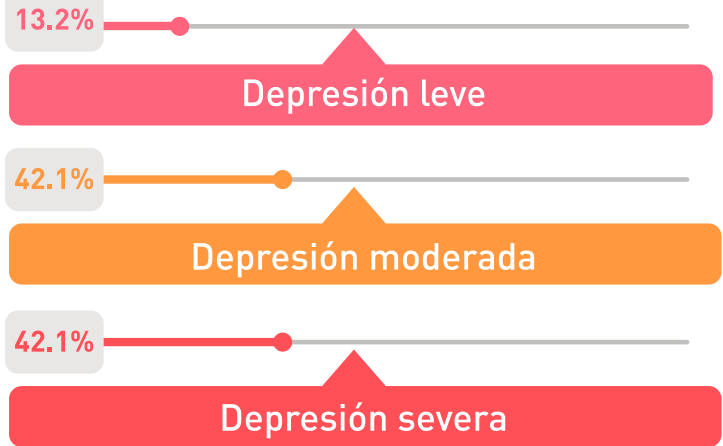 13.2%
Depresión leve
42.1%
Depresión moderada
42.1%
Depresión severa